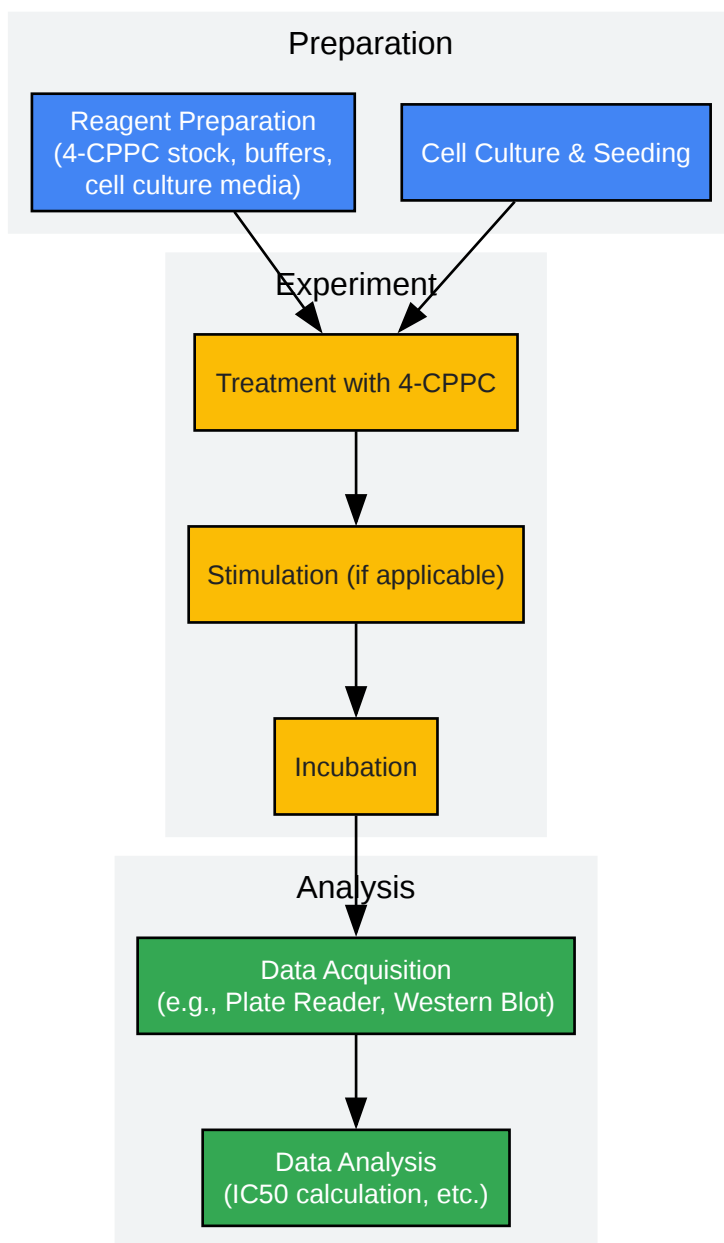 Preparation
Reagent Preparation
(4-CPPC stock, buffers,
cell culture media)
Cell Culture & Seeding
Experiment
Treatment with 4-CPPC
Stimulation (if applicable)
Incubation
Analysis
Data Acquisition
(e.g., Plate Reader, Western Blot)
Data Analysis
(IC50 calculation, etc.)